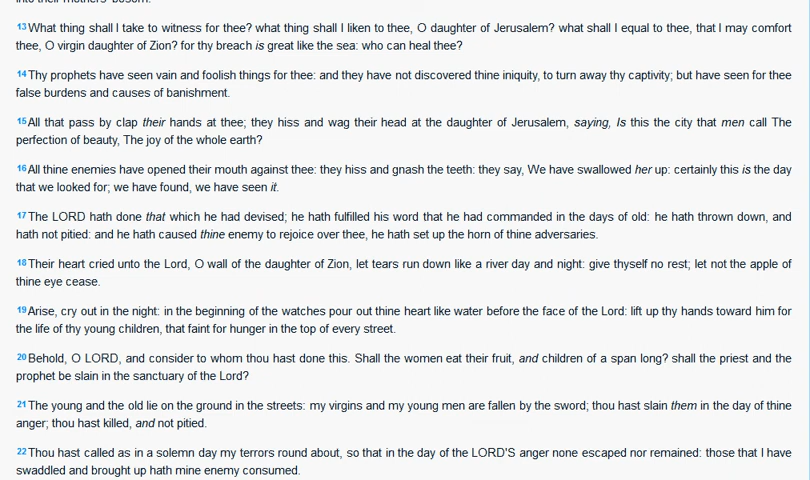 into their mothers' bosom.
13What thing shall I take to witness for thee? what thing shall I liken to thee, O daughter of Jerusalem? what shall I equal to thee, that I may comfort
thee, O virgin daughter of Zion? for thy breach is great like the sea: who can heal thee?
14Thy prophets have seen vain and foolish things for thee: and they have not discovered thine iniquity, to turn away thy captivity; but have seen for thee
false burdens and causes of banishment.
15All that pass by clap their hands at thee; they hiss and wag their head at the daughter of Jerusalem, saying, Is this the city that men call The
perfection of beauty, The joy of the whole earth?
16All thine enemies have opened their mouth against thee: they hiss and gnash the teeth: they say, We have swallowed her up: certainly this is the day
that we looked for; we have found, we have seen it.
17The LORD hath done that which he had devised; he hath fulfilled his word that he had commanded in the days of old: he hath thrown down, and
hath not pitied: and he hath caused thine enemy to rejoice over thee, he hath set up the horn of thine adversaries.
18Their heart cried unto the Lord, O wall of the daughter of Zion, let tears run down like a river day and night: give thyself no rest; let not the apple of
thine eye cease.
19Arise, cry out in the night: in the beginning of the watches pour out thine heart like water before the face of the Lord: lift up thy hands toward him for
the life of thy young children, that faint for hunger in the top of every street.
20Behold, O LORD, and consider to whom thou hast done this. Shall the women eat their fruit, and children of a span long? shall the priest and the
prophet be slain in the sanctuary of the Lord?
21The young and the old lie on the ground in the streets: my virgins and my young men are fallen by the sword; thou hast slain them in the day of thine
anger; thou hast killed, and not pitied.
22Thou hast called as in a solemn day my terrors round about, so that in the day of the LORD'S anger none escaped nor remained: those that I have
swaddled and brought up hath mine enemy consumed.